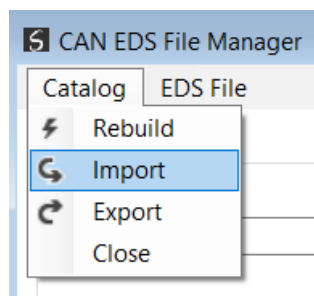 CAN EDS File Manager
Catalog EDS File
Rebuild
Import
Export
Close